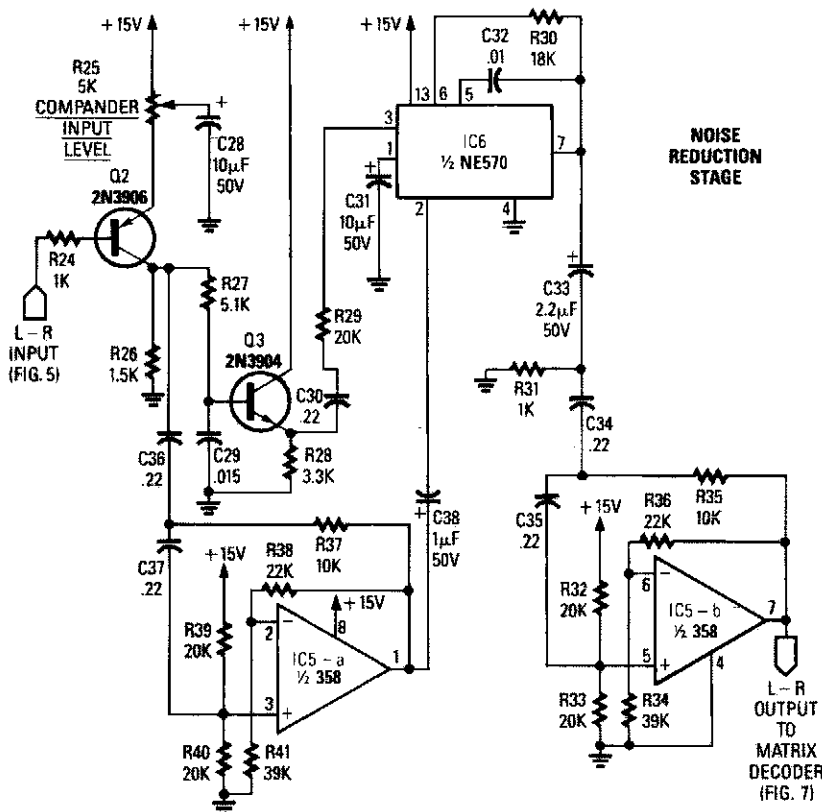 +15V
+15V
+15V
R25
5K
COMPANDER
INPUT
LEVEL
+
C28
10µF
50V
Q2
2N3906
R24
1K
L–R
INPUT
(FIG. 5)
R26
1.5K
R27
5.1K
Q3
2N3904
C29
.015
R28
3.3K
C30
.22
R29
20K
C32
.01
R30
18K
13
6
5
3
1
IC6
½ NE570
7
2
4
+
C31
10µF
50V
NOISE
REDUCTION
STAGE
+
C33
2.2µF
50V
R31
1K
C34
.22
C36
.22
C37
.22
+15V
R38
22K
R37
10K
C38
1µF
50V
+
+15V
R39
20K
2
–
8
IC5-a
½ 358
1
3
+
R40
20K
R41
39K
C35
.22
+15V
R36
22K
R35
10K
R32
20K
6
–
IC5-b
½ 358
7
5
+
4
R33
20K
R34
39K
L–R
OUTPUT
TO
MATRIX
DECODER
(FIG. 7)